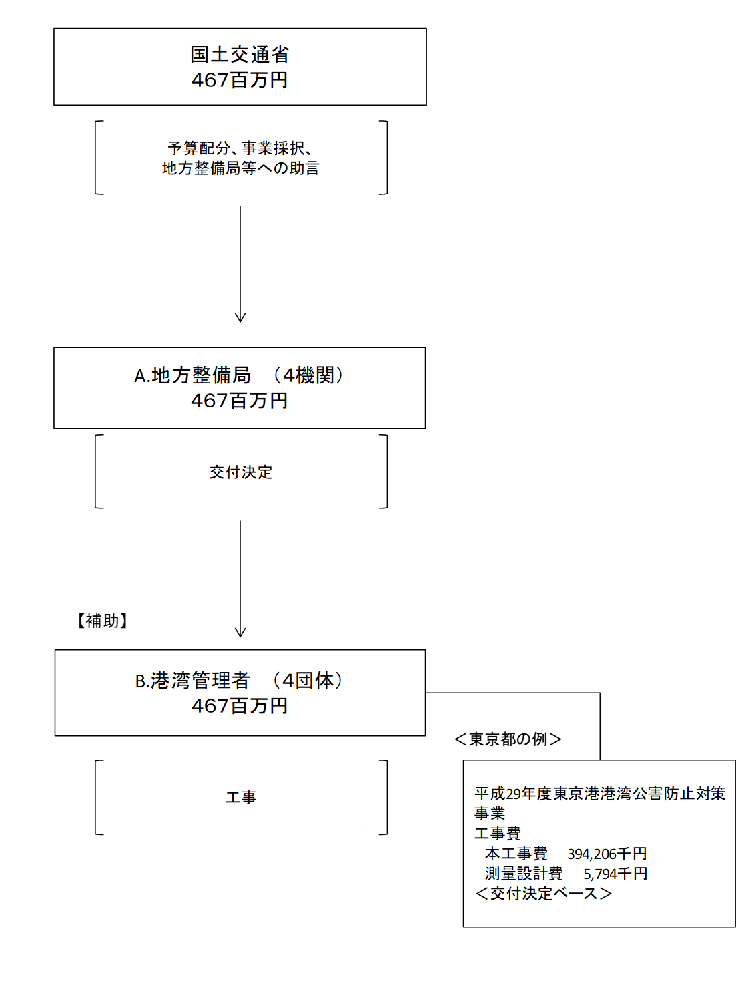 国土交通省
467百万円
予算配分、事業採択、
地方整備局等への助言
A.地方整備局　（4機関）
467百万円
交付決定
【補助】
B.港湾管理者　（4団体）
467百万円
＜東京都の例＞
工事
平成29年度東京港港湾公害防止対策
事業
工事費
本工事費　394,206千円
測量設計費　5,794千円
＜交付決定ベース＞